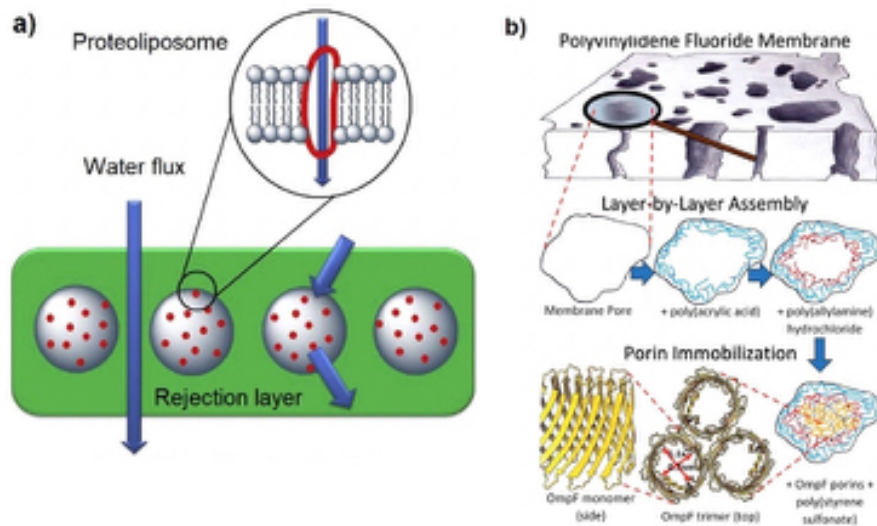 a)
Proteoliposome
Water flux
Rejection layer
b)
Polyvinylidene Fluoride Membrane
Layer-by-Layer Assembly
Membrane Pore
+ poly(acrylic acid)
+ poly(allylamine)
hydrochloride
Porin Immobilization
OmpF monomer
(side)
OmpF trimer (top)
+ OmpF porins +
poly(styrene
sulfonate)